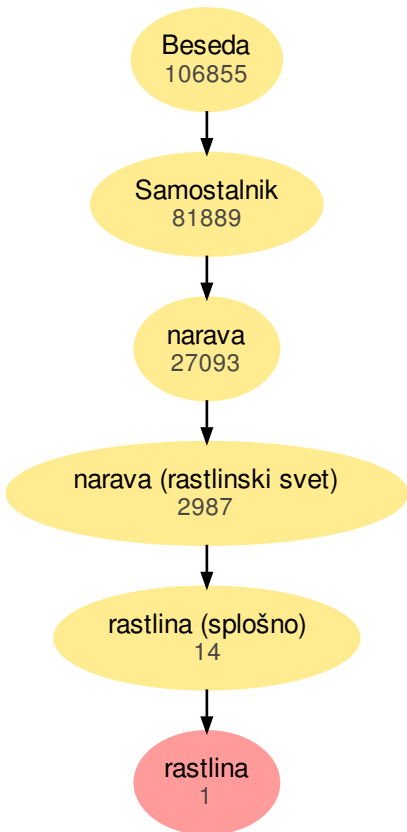 Beseda
106855
Samostalnik
81889
narava
27093
narava (rastlinski svet)
2987
rastlina (splošno)
14
rastlina
1